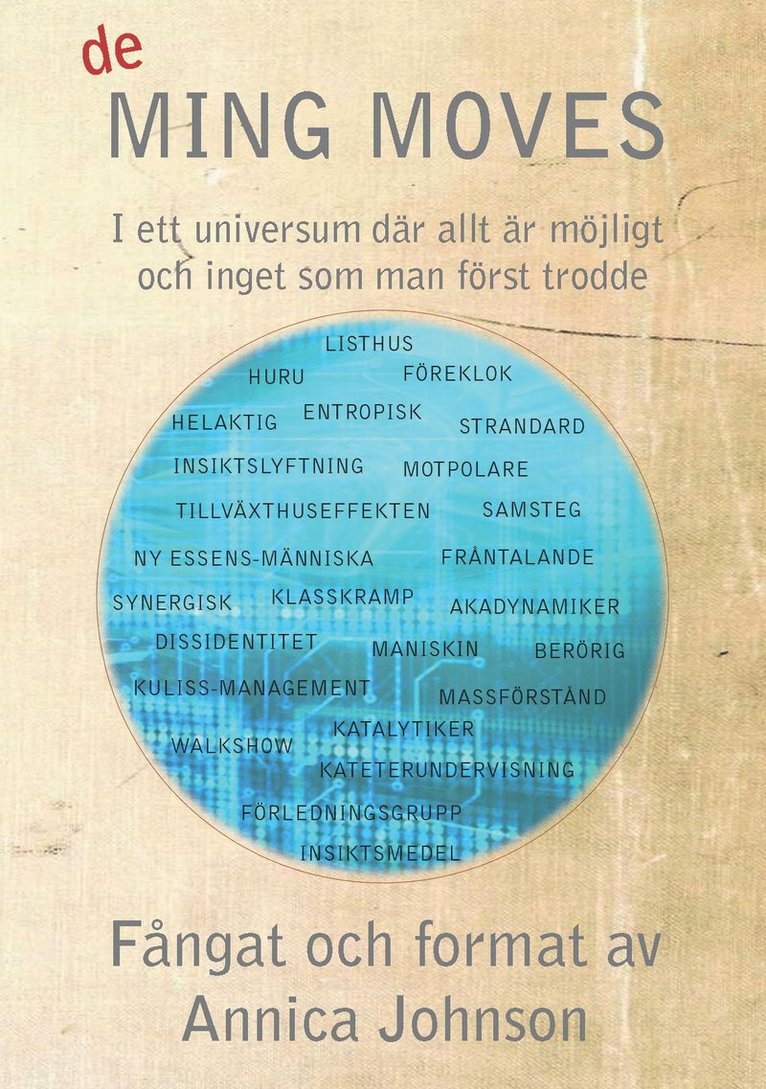 de
MING MOVES
I ett universum där allt är möjligt
och inget som man först trodde
LISTHUS
HURU
FÖREKLOK
HELAKTIG
ENTROPISK
STRANDARD
INSIKTSLYFTNING
MOTPOLARE
TILLVÄXTHUSEFFEKTEN
SAMSTEG
NY ESSENS-MÄNNISKA
FRÅNTALANDE
SYNERGISK
KLASSKRAMP
AKADYNAMIKER
DISSIDENTITET
MANISKIN
BERÖRIG
KULISS-MANAGEMENT
MASSFÖRSTÅND
KATALYTIKER
WALKSHOW
KATETERUNDERVISNING
FÖRLEDNINGSGRUPP
INSIKTSMEDEL
Fångat och format av
Annica Johnson